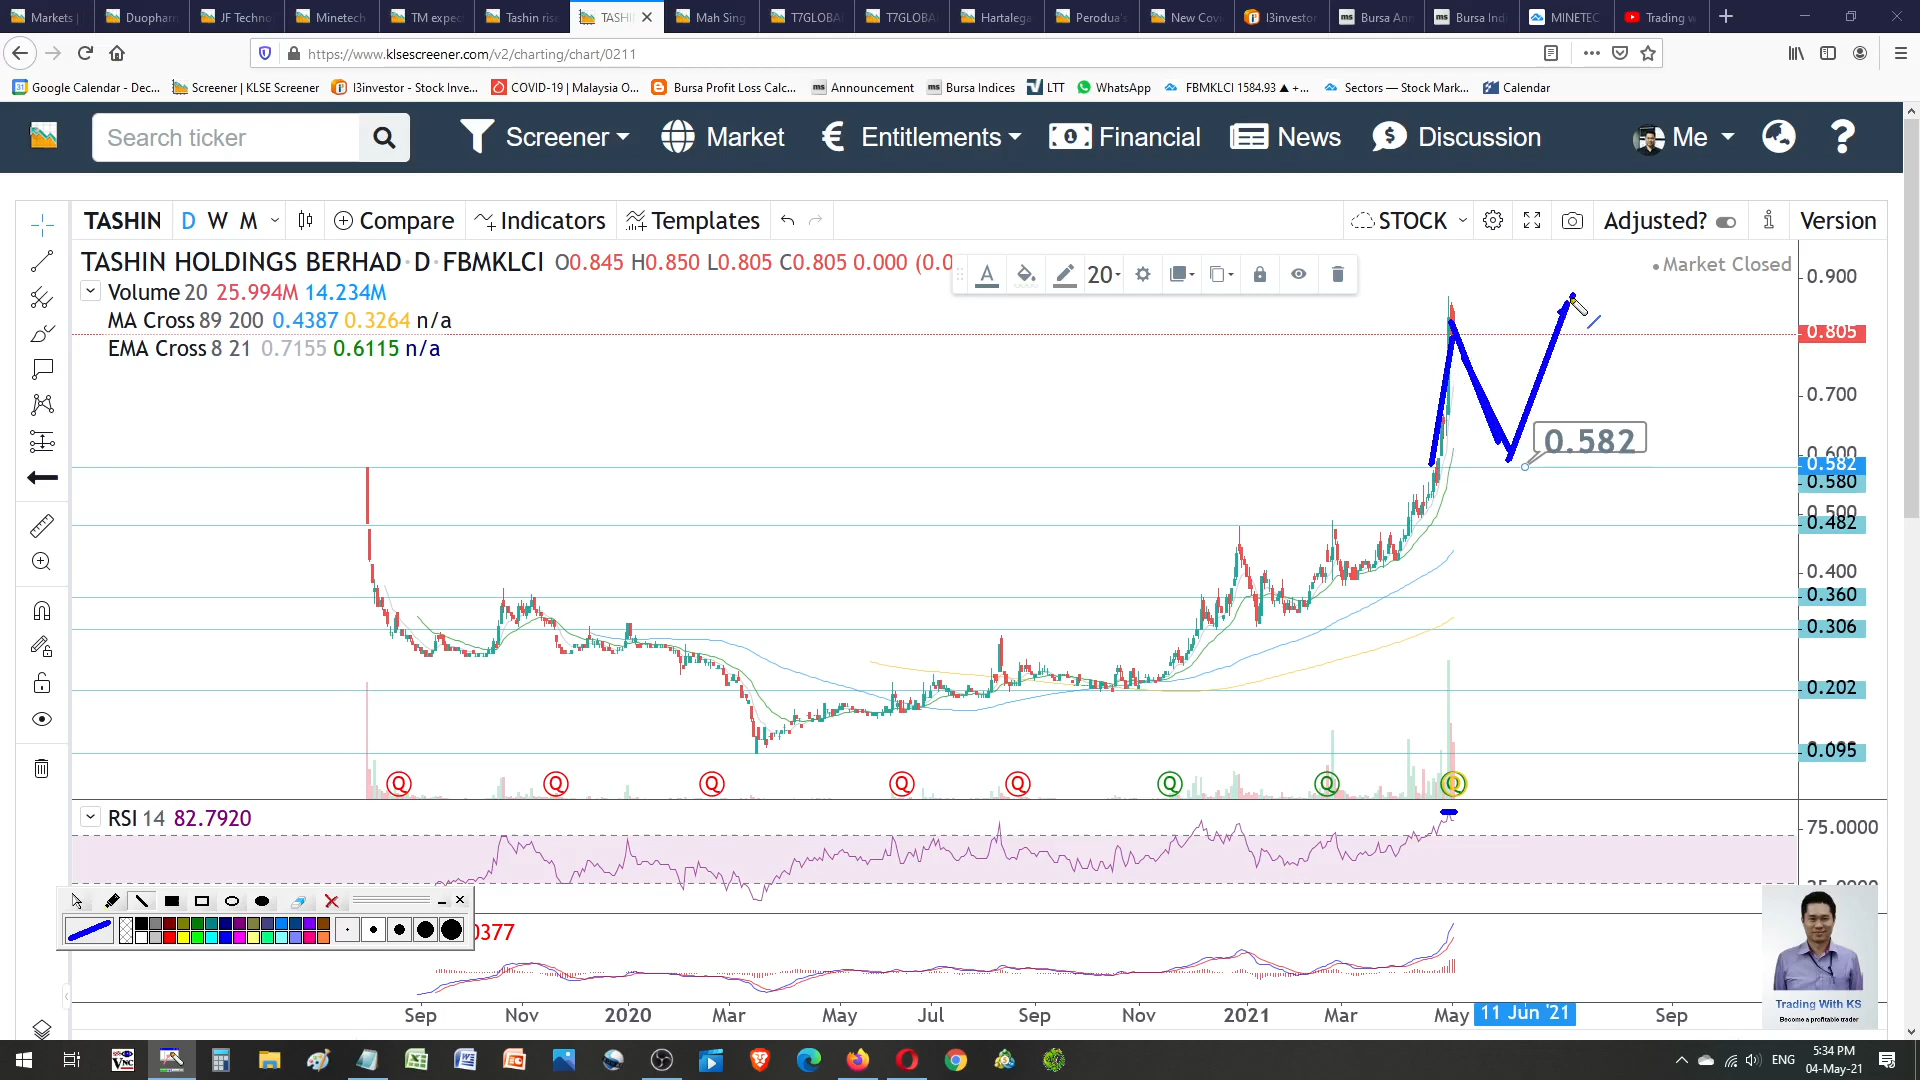 Markets |
Duopharm
JF Techno
Minetech
TM expec
Tashin rise
TASHI
Mah Sing
T7GLOBA
T7GLOBA
Hartalega
Perodua's
New Covi
I3investor
Bursa Ann
Bursa Indi
MINETEC
Trading w
https://www.klsescreener.com/v2/charting/chart/0211
Google Calendar - Dec...
Screener | KLSE Screener
I3investor - Stock Inve...
COVID-19 | Malaysia O...
Bursa Profit Loss Calc...
Announcement
Bursa Indices
LTT
WhatsApp
FBMKLCI 1584.93 ▲ +...
Sectors — Stock Mark...
Calendar
Search ticker
Screener
Market
Entitlements
Financial
News
Discussion
Me
TASHIN D W M Compare Indicators Templates STOCK Adjusted? Version
TASHIN HOLDINGS BERHAD · D · FBMKLCI O0.845 H0.850 L0.805 C0.805 0.000 (0.0
20
Market Closed
Volume 20 25.994M 14.234M
MA Cross 89 200 0.4387 0.3264 n/a
EMA Cross 8 21 0.7155 0.6115 n/a
0.900
0.805
0.700
0.582
0.600
0.582
0.580
0.500
0.482
0.400
0.360
0.306
0.202
0.095
Q Q Q Q Q Q Q Q
RSI 14 82.7920
75.0000
0377
Trading With KS
Become a profitable trader
Sep Nov 2020 Mar May Jul Sep Nov 2021 Mar May 11 Jun '21 Sep
ENG
5:34 PM
04-May-21